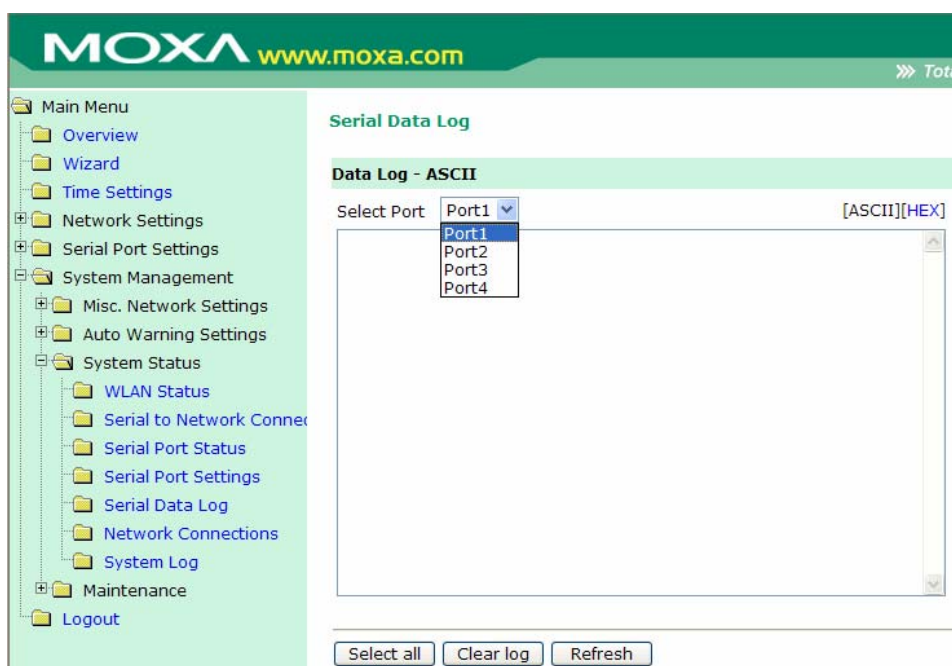 MOXA www.moxa.com
Main Menu
Overview
Wizard
Time Settings
Network Settings
Serial Port Settings
System Management
Misc. Network Settings
Auto Warning Settings
System Status
WLAN Status
Serial to Network Connec
Serial Port Status
Serial Port Settings
Serial Data Log
Network Connections
System Log
Maintenance
Logout
Serial Data Log
Data Log - ASCII
Select Port Port1 [ASCII][HEX]
Port1
Port2
Port3
Port4
Select all Clear log Refresh